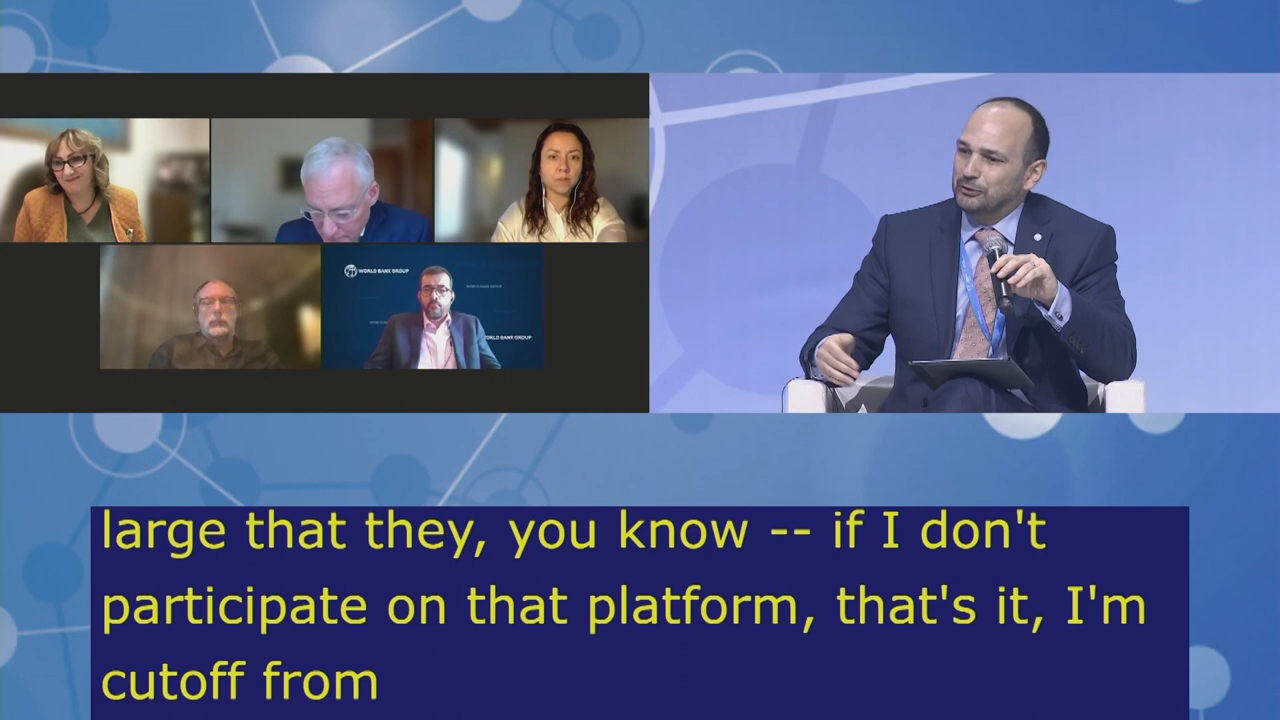 WORLD BANK GROUP
WORLD BANK GROUP
large that they, you know -- if I don't
participate on that platform, that's it, I'm
cutoff from